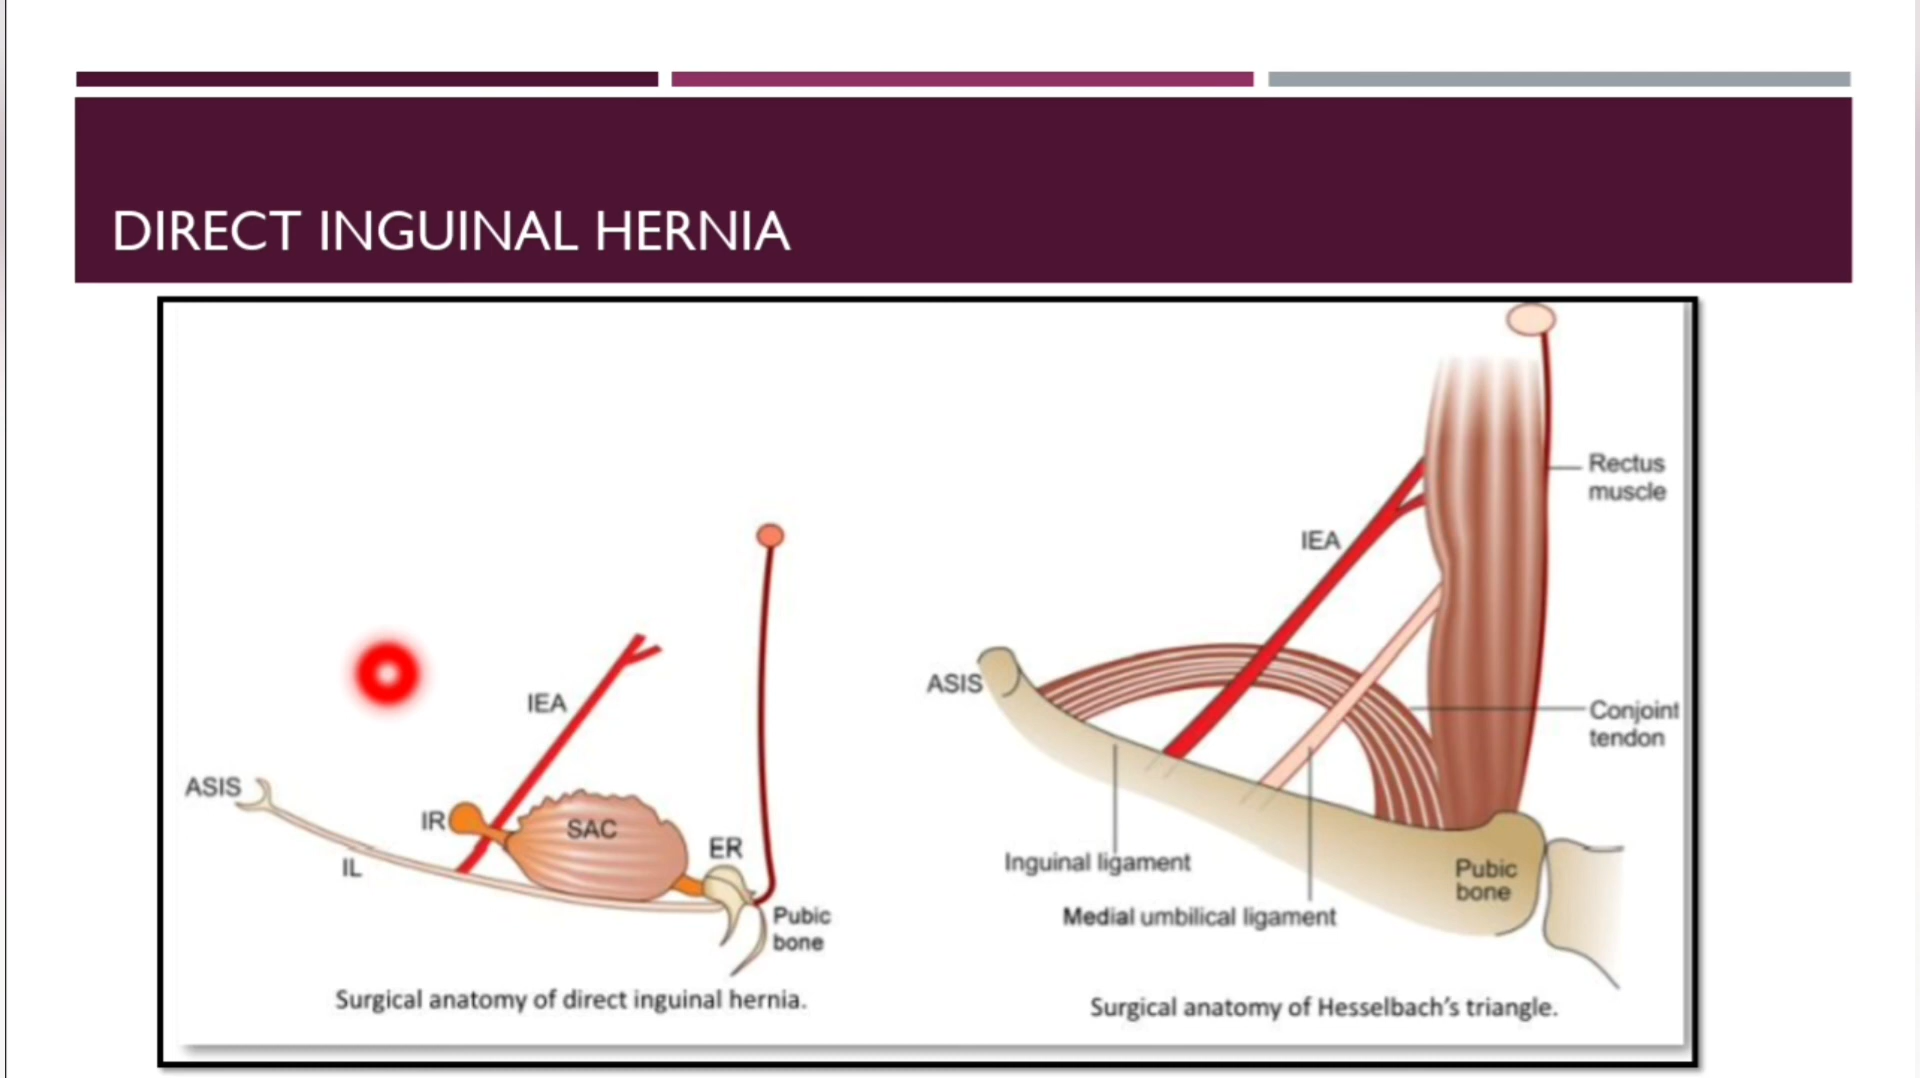 DIRECT INGUINAL HERNIA
ASIS
IL
IR
IEA
SAC
ER
Pubic
bone
Surgical anatomy of direct inguinal hernia.
IEA
Rectus
muscle
ASIS
Conjoint
tendon
Inguinal ligament
Medial umbilical ligament
Pubic
bone
Surgical anatomy of Hesselbach's triangle.